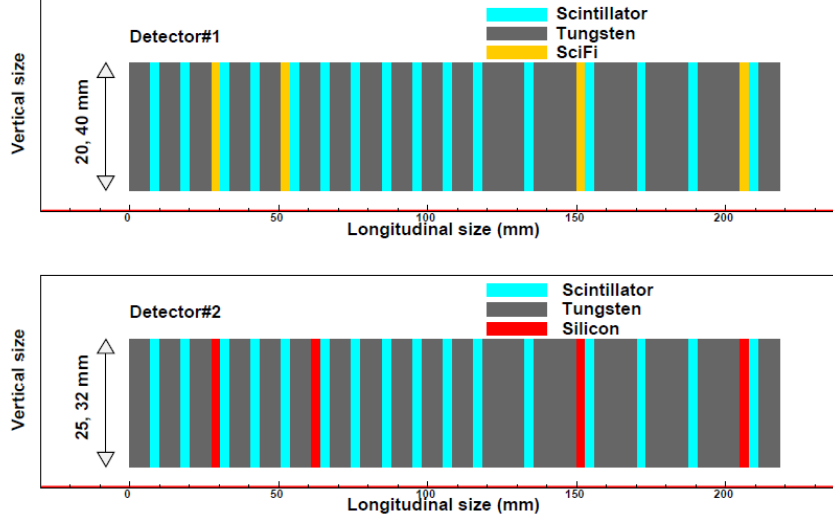 Scintillator
Tungsten
SciFi
Detector#1
Vertical size
20, 40 mm
0 50 100 150 200
Longitudinal size (mm)
Scintillator
Tungsten
Silicon
Detector#2
Vertical size
25, 32 mm
0 50 100 150 200
Longitudinal size (mm)